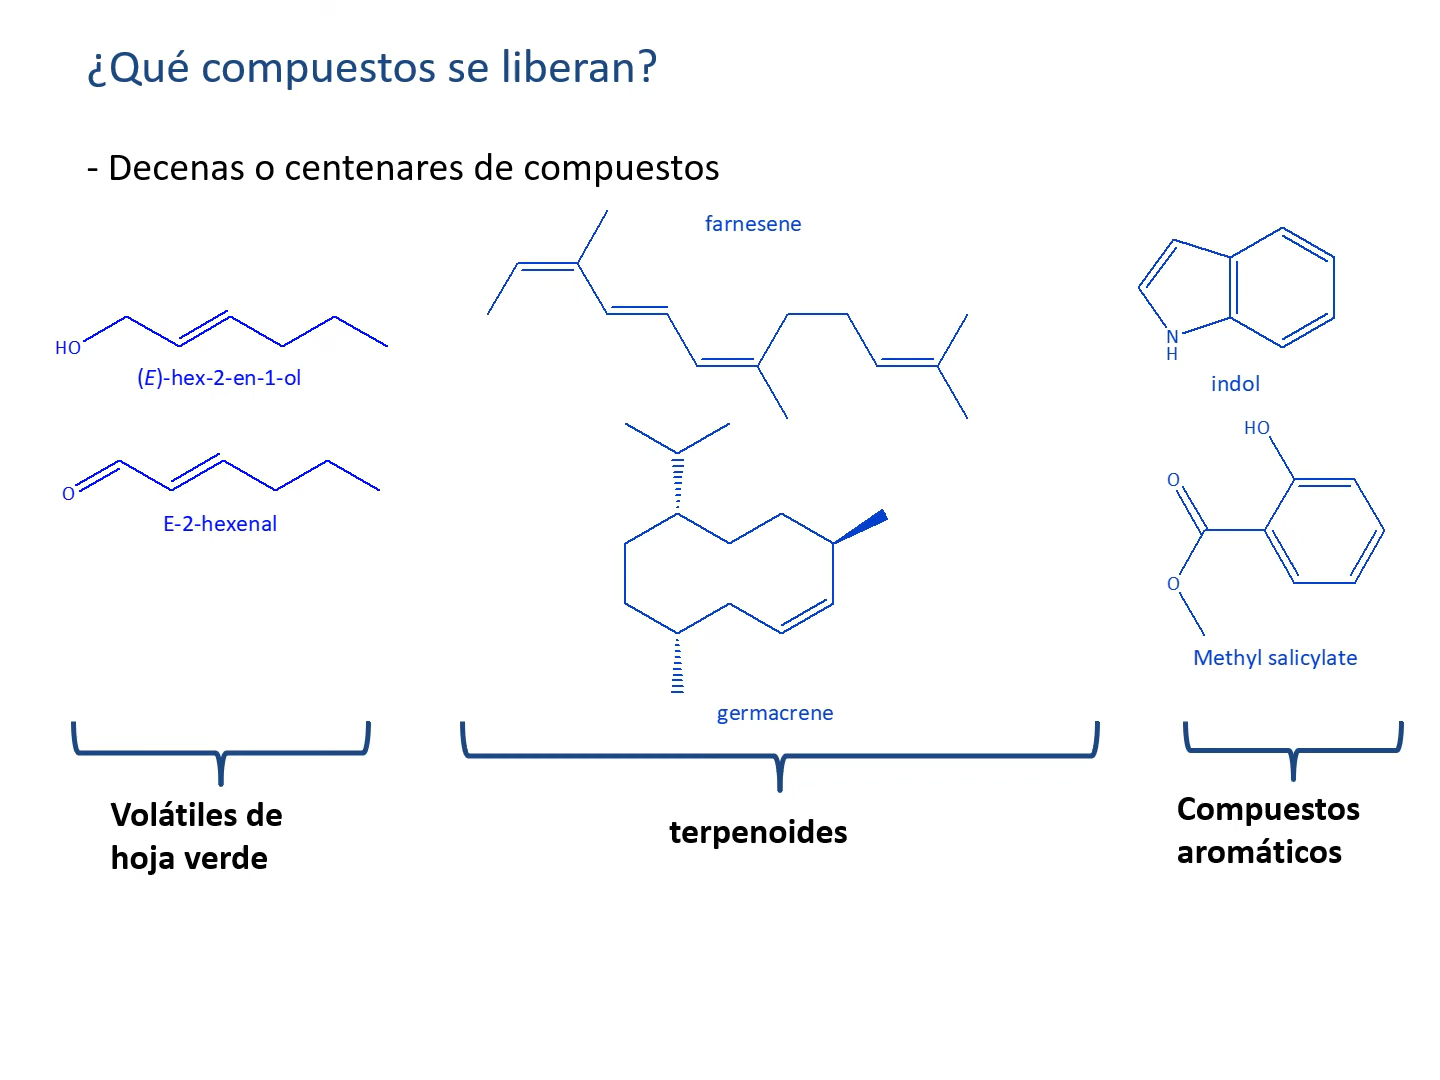 ¿Qué compuestos se liberan?
- Decenas o centenares de compuestos
HO
(E)-hex-2-en-1-ol
O
E-2-hexenal
farnesene
germacrene
N
H
indol
HO
O
O
Methyl salicylate
Volátiles de
hoja verde
terpenoides
Compuestos
aromáticos